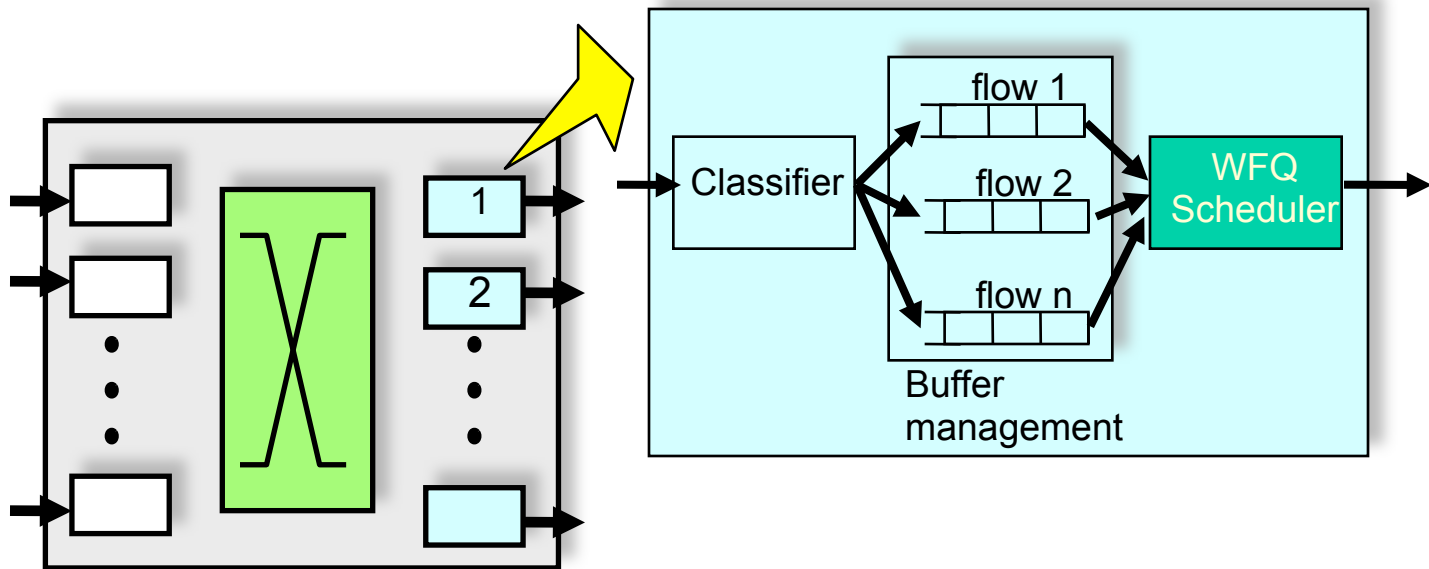 1
2
Classifier
flow 1
flow 2
flow n
Buffer
management
WFQ
Scheduler